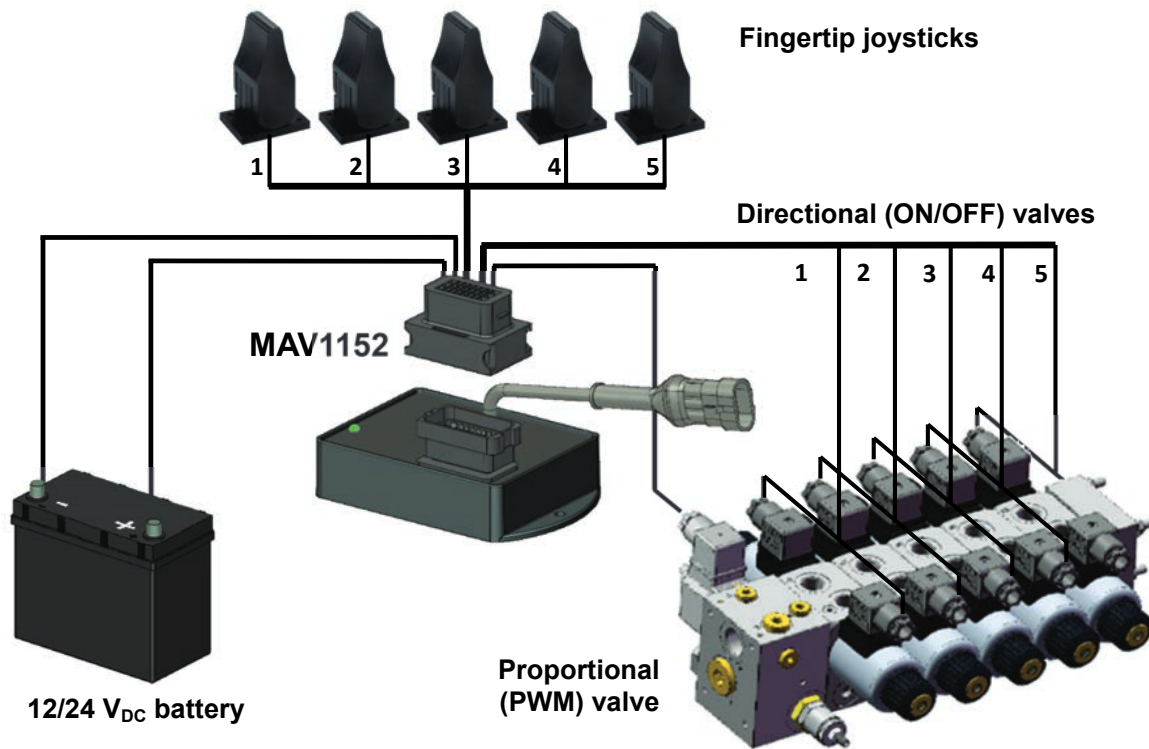 Fingertip joysticks
1 2 3 4 5
Directional (ON/OFF) valves
1 2 3 4 5
MAV1152
- +
Proportional
(PWM) valve
12/24 VDC battery